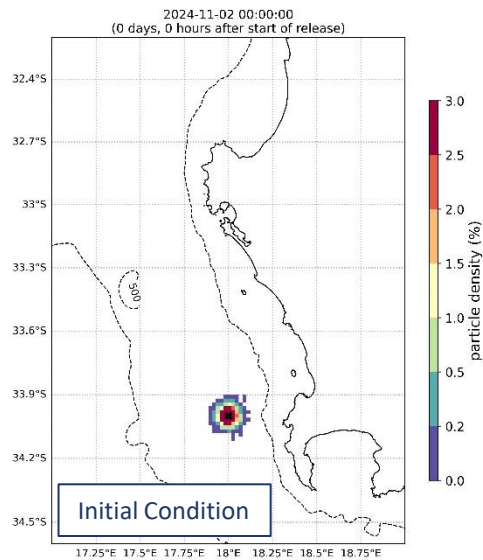 2024-11-02 00:00:00
(0 days, 0 hours after start of release)
32.4°S
32.7°S
33°S
33.3°S
33.6°S
33.9°S
34.2°S
34.5°S
500
Initial Condition
17.25°E 17.5°E 17.75°E 18°E 18.25°E 18.5°E 18.75°E
3.0
2.5
2.0
1.5
1.0
0.2
0.0
particle density (%)